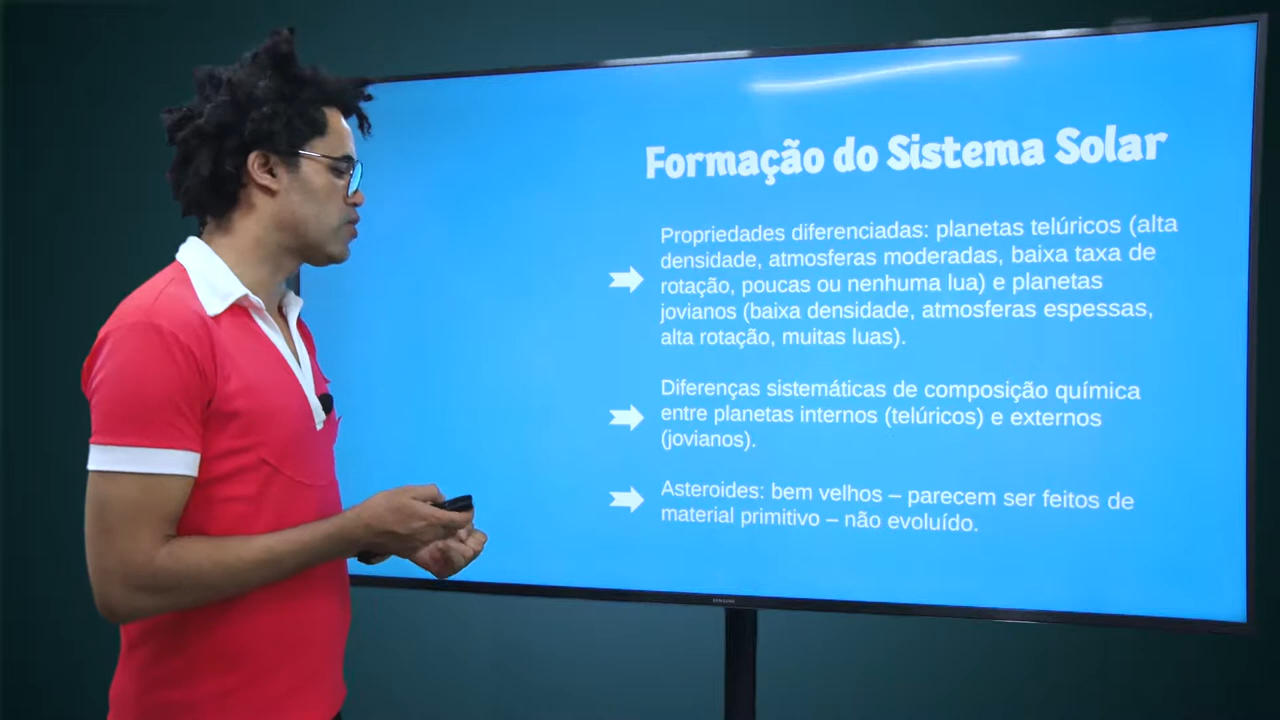 Formação do Sistema Solar
Propriedades diferenciadas: planetas telúricos (alta
densidade, atmosferas moderadas, baixa taxa de
rotação, poucas ou nenhuma lua) e planetas
jovianos (baixa densidade, atmosferas espessas,
alta rotação, muitas luas).
Diferenças sistemáticas de composição química
entre planetas internos (telúricos) e externos
(jovianos).
Asteroides: bem velhos – parecem ser feitos de
material primitivo – não evoluído.
SAMSUNG